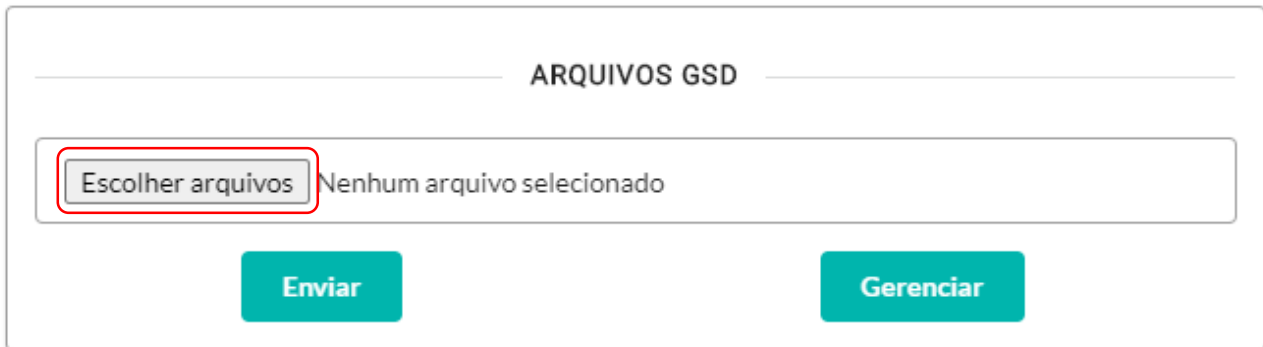 ARQUIVOS GSD
Escolher arquivos Nenhum arquivo selecionado
Enviar Gerenciar